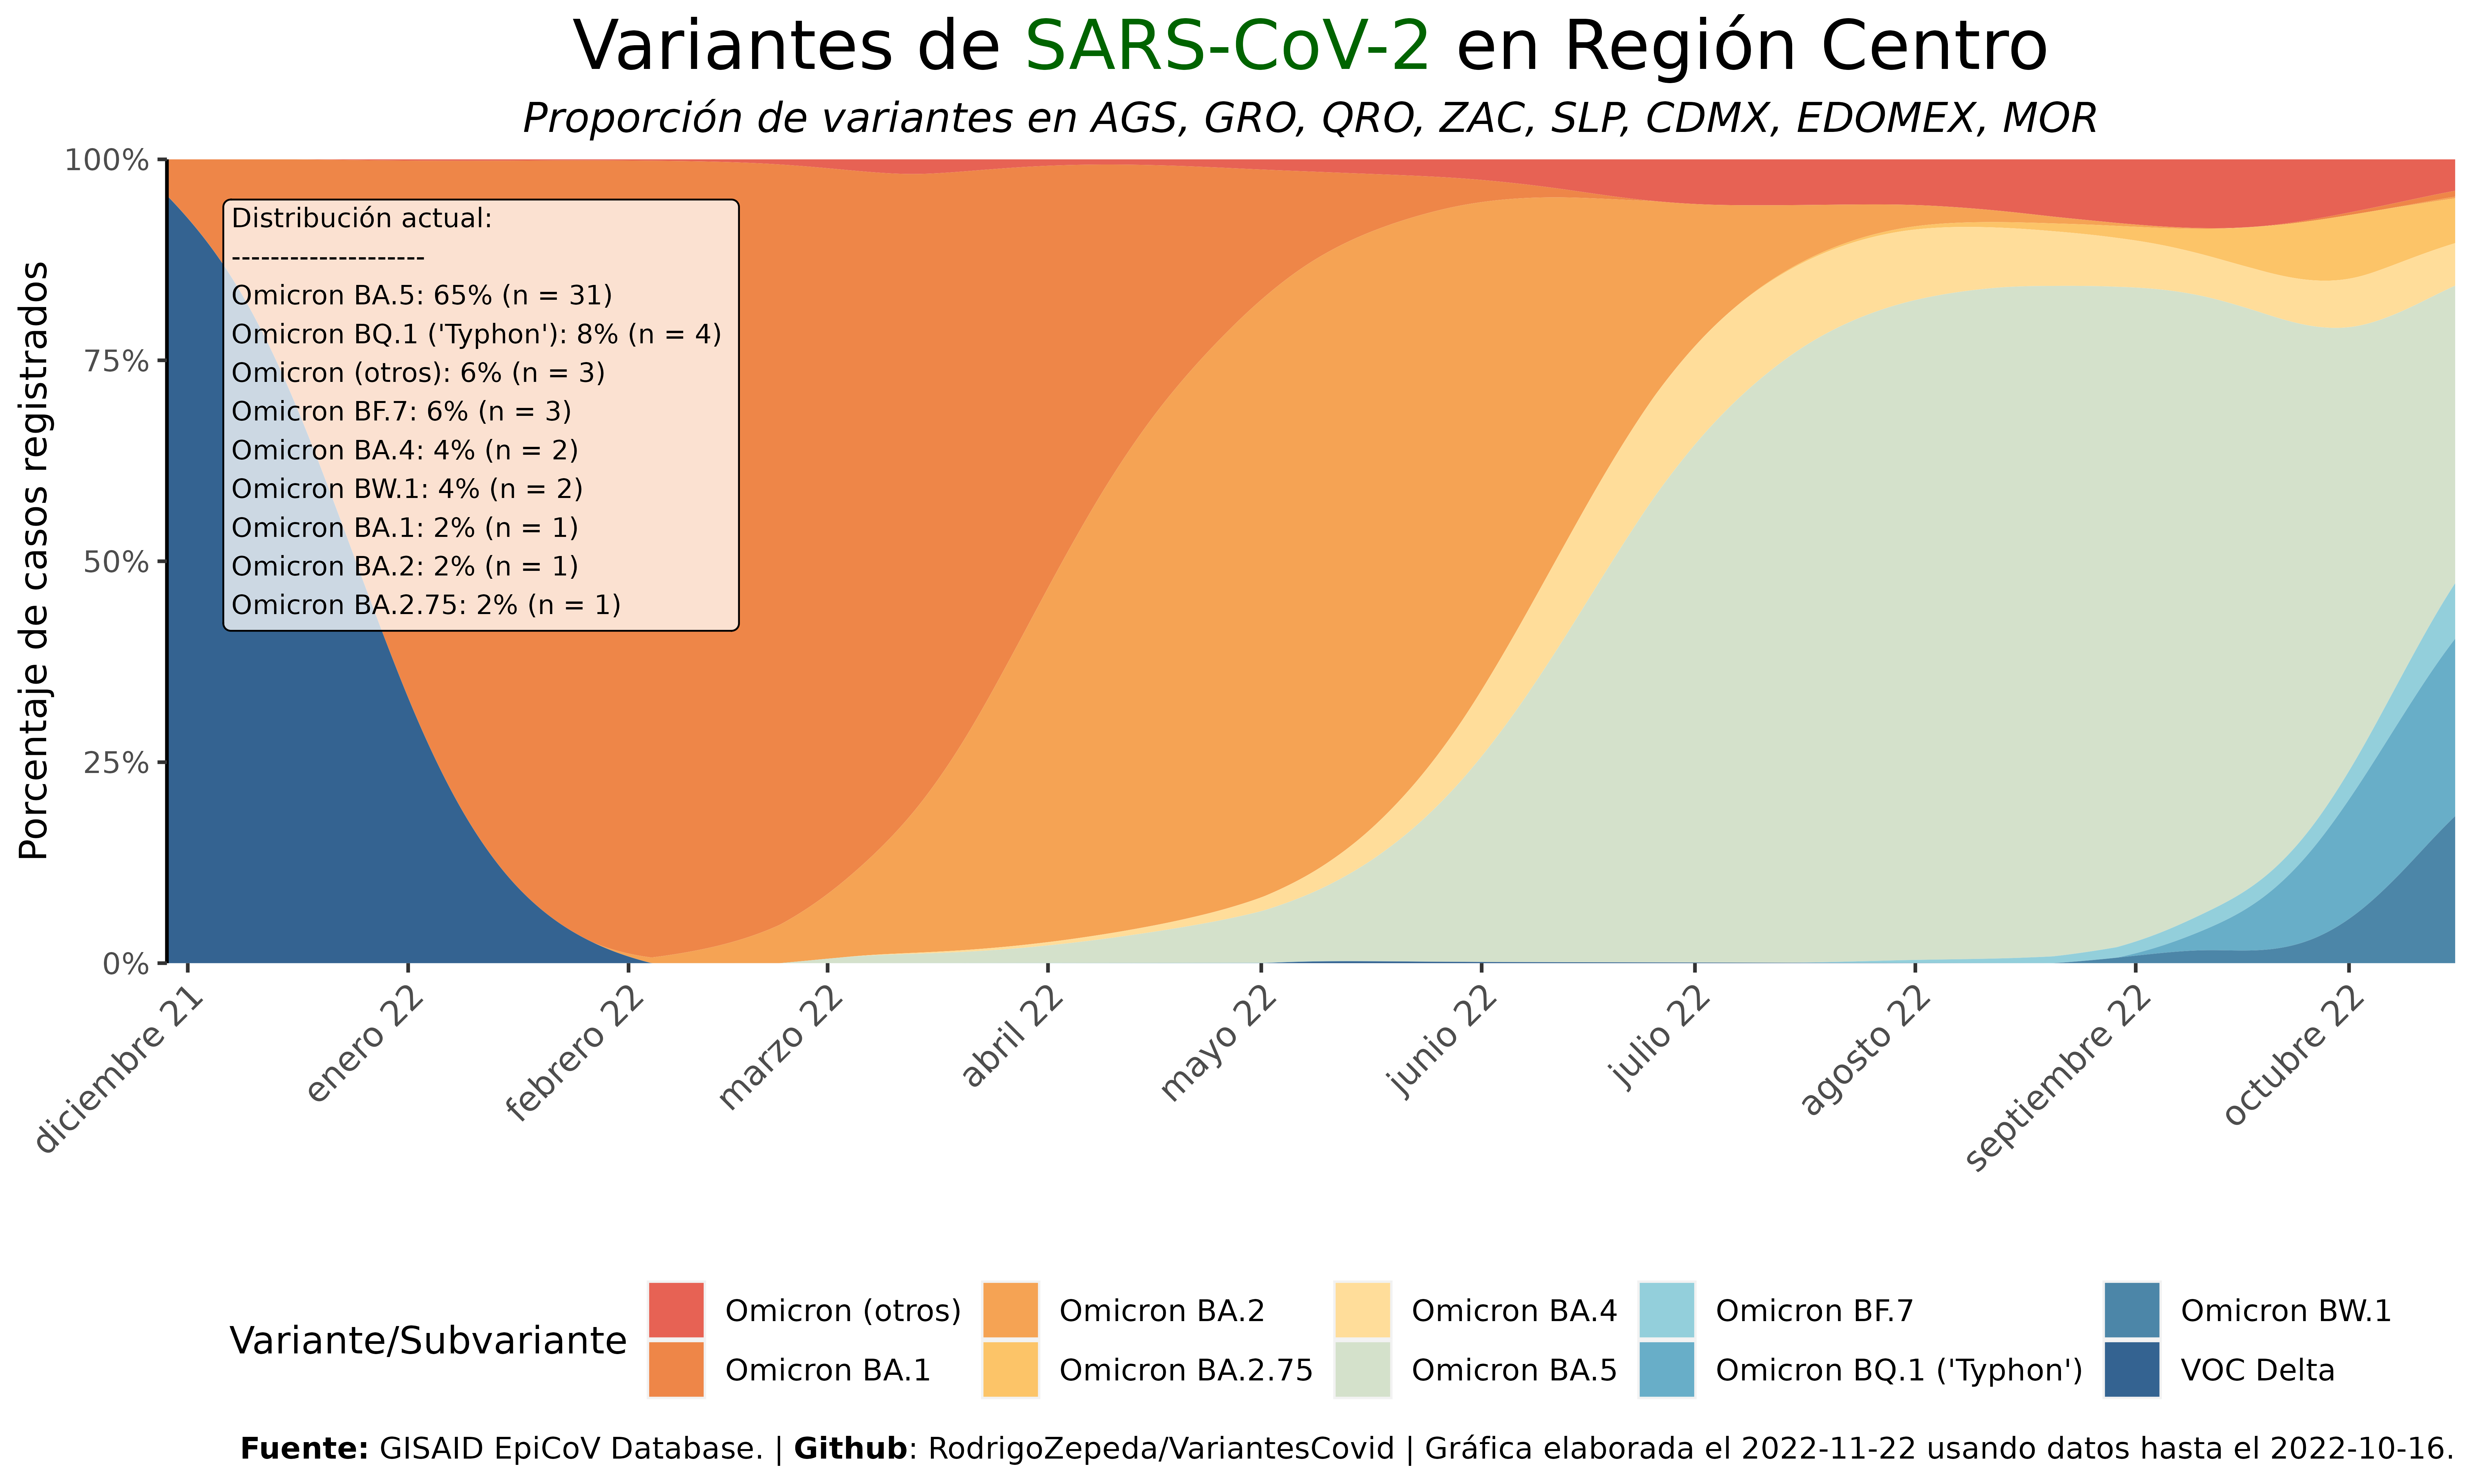 Variantes de SARS-CoV-2 en Región Centro
Proporción de variantes en AGS, GRO, QRO, ZAC, SLP, CDMX, EDOMEX, MOR
Porcentaje de casos registrados
100%
75%
50%
25%
0%
Distribución actual:
--------------------
Omicron BA.5: 65% (n = 31)
Omicron BQ.1 ('Typhon'): 8% (n = 4)
Omicron (otros): 6% (n = 3)
Omicron BF.7: 6% (n = 3)
Omicron BA.4: 4% (n = 2)
Omicron BW.1: 4% (n = 2)
Omicron BA.1: 2% (n = 1)
Omicron BA.2: 2% (n = 1)
Omicron BA.2.75: 2% (n = 1)
diciembre 21
enero 22
febrero 22
marzo 22
abril 22
mayo 22
junio 22
julio 22
agosto 22
septiembre 22
octubre 22
Variante/Subvariante
Omicron (otros)
Omicron BA.1
Omicron BA.2
Omicron BA.2.75
Omicron BA.4
Omicron BA.5
Omicron BF.7
Omicron BQ.1 ('Typhon')
Omicron BW.1
VOC Delta
Fuente: GISAID EpiCoV Database. | Github: RodrigoZepeda/VariantesCovid | Gráfica elaborada el 2022-11-22 usando datos hasta el 2022-10-16.